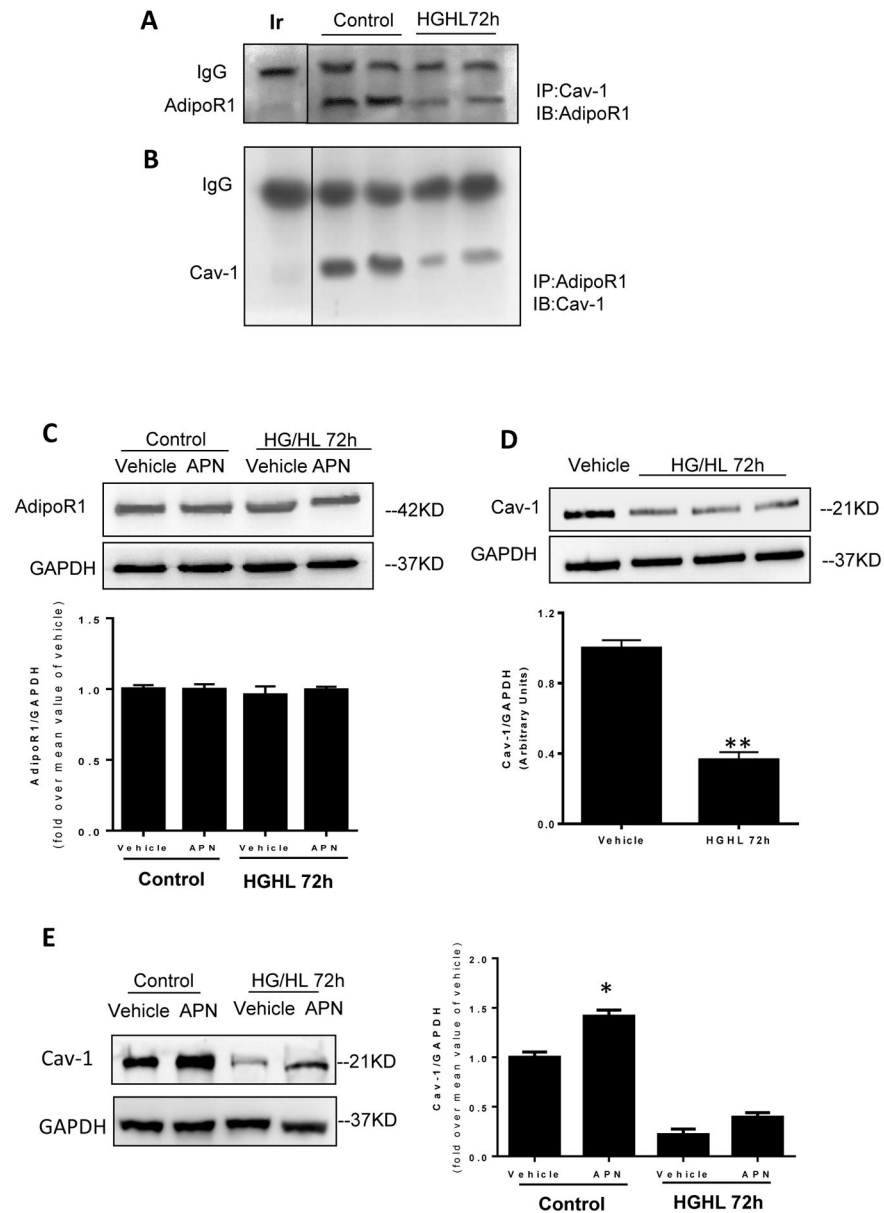 A
Ir
Control
HGHL72h
IgG
AdipoR1
IP:Cav-1
IB:AdipoR1
B
IgG
Cav-1
IP:AdipoR1
IB:Cav-1
C
Control
HG/HL 72h
Vehicle APN
Vehicle APN
AdipoR1
--42KD
GAPDH
--37KD
AdipoR1/GAPDH
(fold over mean value of vehicle)
1.5
1.0
0.5
0.0
Vehicle
APN
Vehicle
APN
Control
HGHL 72h
D
Vehicle
HG/HL 72h
Cav-1
--21KD
GAPDH
--37KD
Cav-1/GAPDH
(Arbitrary Units)
1.2
0.8
0.4
0.0
**
Vehicle
HGHL 72h
E
Control
HG/HL 72h
Vehicle APN
Vehicle APN
Cav-1
--21KD
GAPDH
--37KD
Cav-1/GAPDH
(fold over mean value of vehicle)
2.0
1.5
1.0
0.5
0.0
*
Vehicle
APN
Vehicle
APN
Control
HGHL 72h